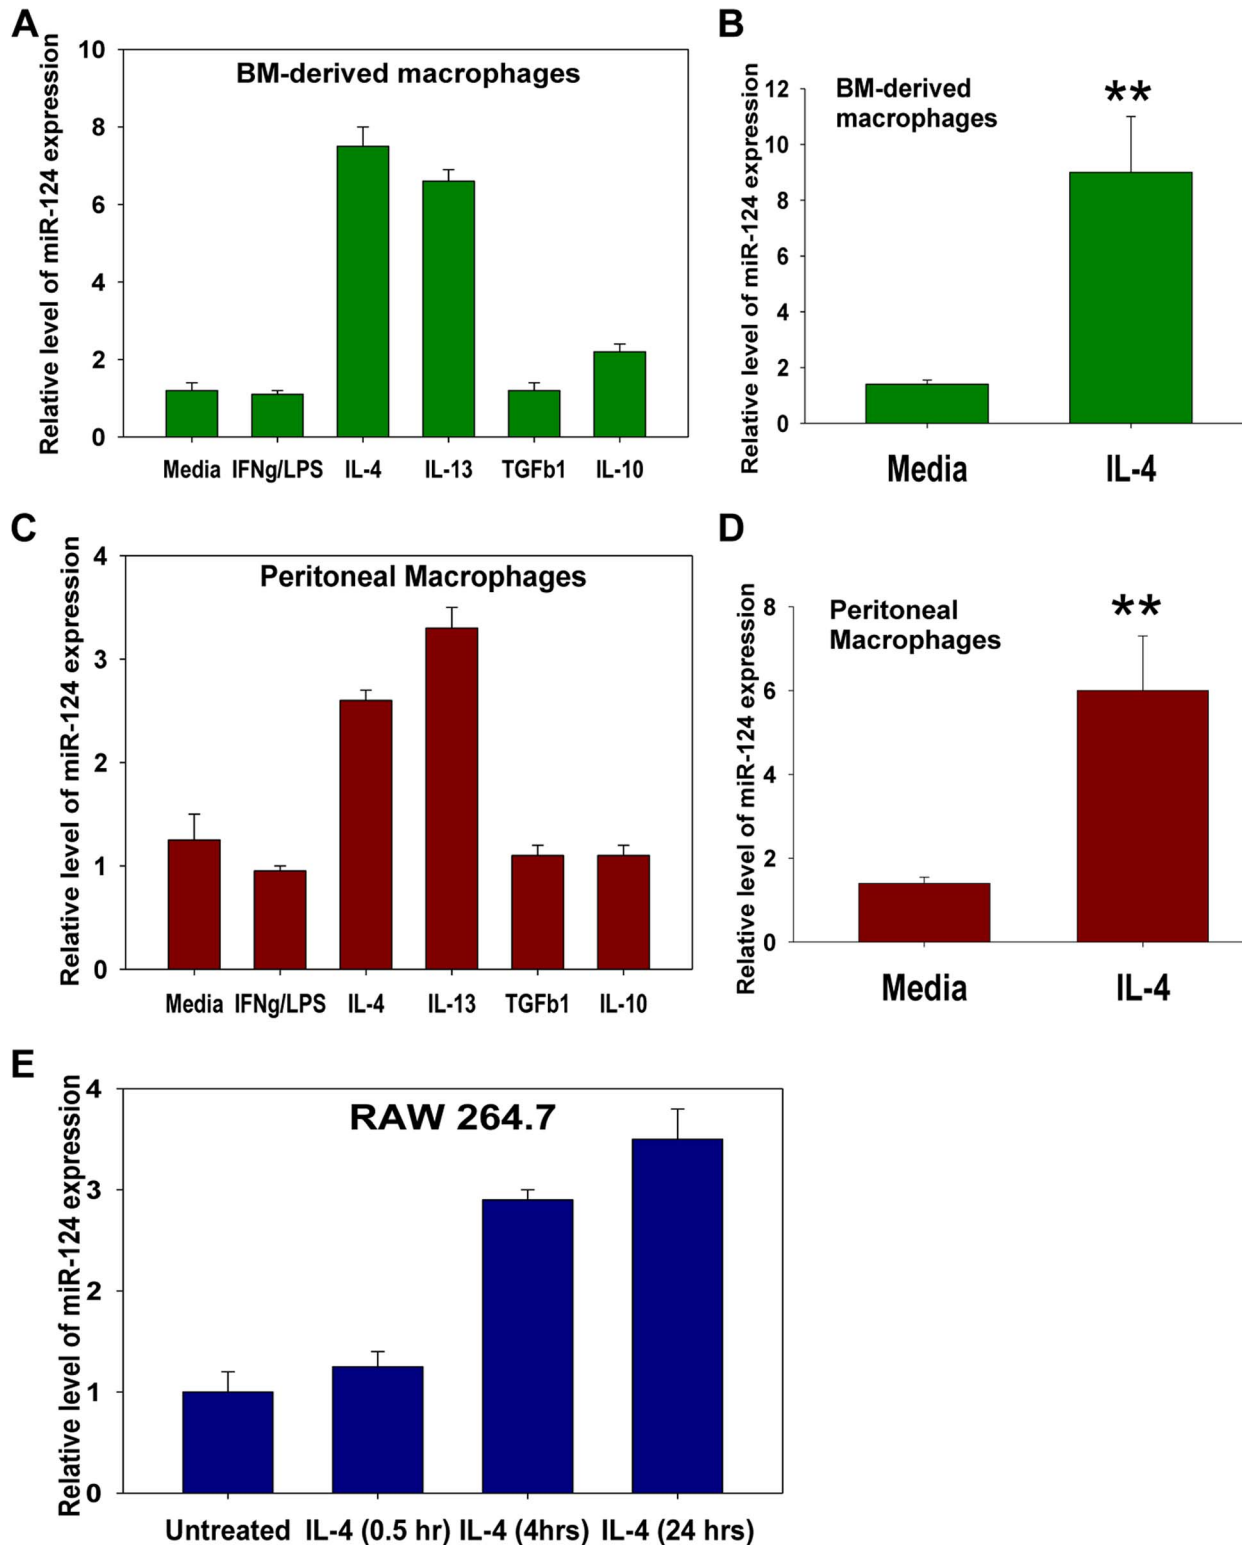 A
Relative level of miR-124 expression
10
8
6
4
2
0
BM-derived macrophages
Media IFNg/LPS IL-4 IL-13 TGFb1 IL-10
B
Relative level of miR-124 expression
12
10
8
6
4
2
0
BM-derived
macrophages
**
Media IL-4
C
Relative level of miR-124 expression
4
3
2
1
0
Peritoneal Macrophages
Media IFNg/LPS IL-4 IL-13 TGFb1 IL-10
D
Relative level of miR-124 expression
8
6
4
2
0
Peritoneal
Macrophages
**
Media IL-4
E
Relative level of miR-124 expression
4
3
2
1
0
RAW 264.7
Untreated IL-4 (0.5 hr) IL-4 (4hrs) IL-4 (24 hrs)